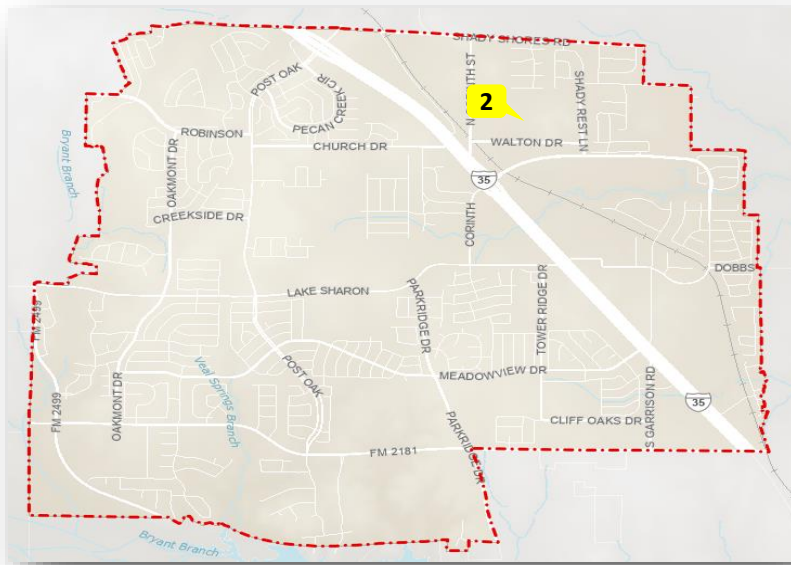 SHADY SHORES RD
POST OAK
N CORINTH ST
SHADY REST LN
2
PECAN CREEK CIR
ROBINSON
CHURCH DR
WALTON DR
Bryant Branch
OAKMONT DR
35
CREEKSIDE DR
CORINTH
DOBBS
LAKE SHARON
PARKRIDGE DR
TOWER RIDGE DR
FM 2499
POST OAK
MEADOWVIEW DR
Veal Springs Branch
OAKMONT DR
S GARRISON RD
35
FM 2499
CLIFF OAKS DR
PARKRIDGE DR
FM 2181
Bryant Branch